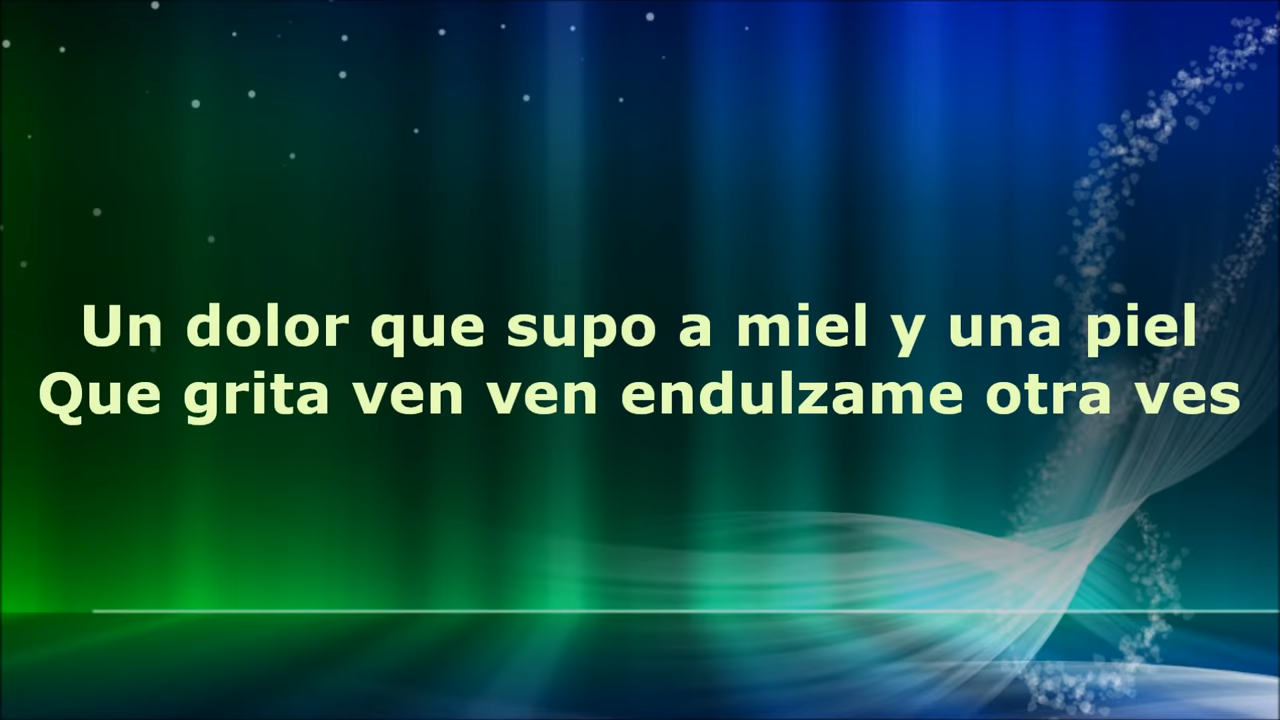 Un dolor que supo a miel y una piel
Que grita ven ven endulzame otra ves